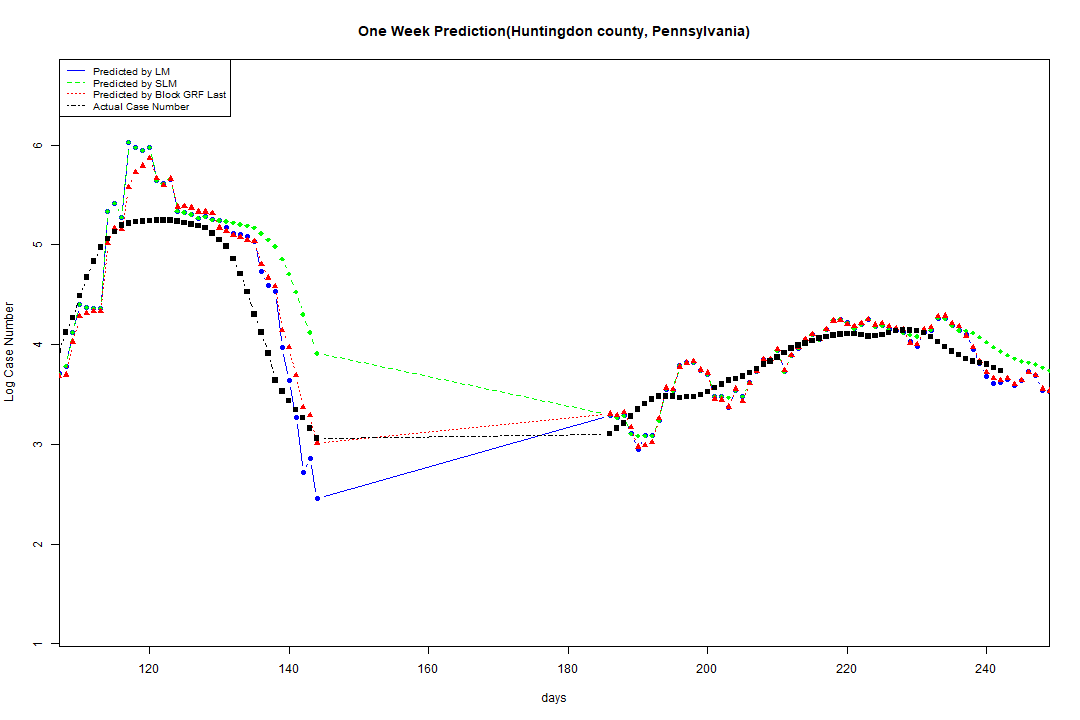 One Week Prediction(Huntingdon county, Pennsylvania)
Predicted by LM
Predicted by SLM
Predicted by Block GRF Last
Actual Case Number
Log Case Number
6
5
4
3
2
1
120 140 160 180 200 220 240
days